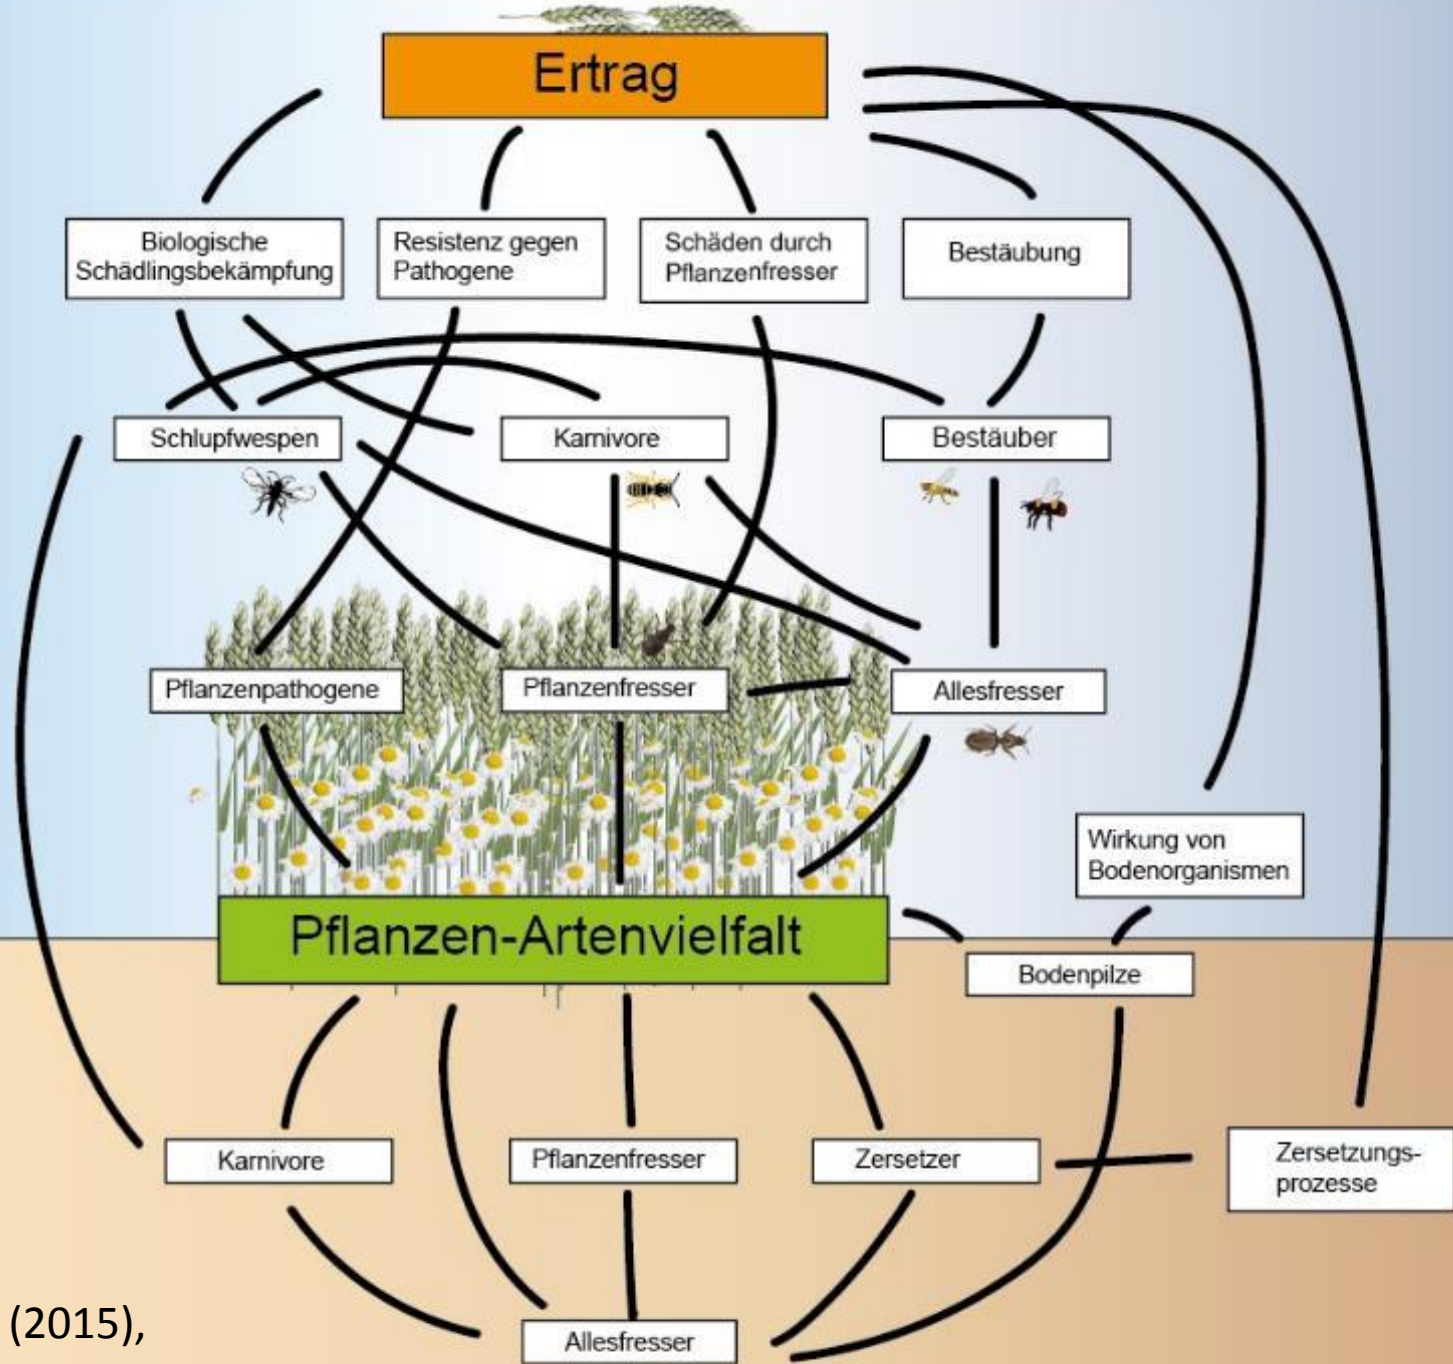 Ertrag
Biologische
Schädlingsbekämpfung
Resistenz gegen
Pathogene
Schäden durch
Pflanzenfresser
Bestäubung
Schlupfwespen
Karnivore
Bestäuber
Pflanzenpathogene
Pflanzenfresser
Allesfresser
Wirkung von
Bodenorganismen
Pflanzen-Artenvielfalt
Bodenpilze
Karnivore
Pflanzenfresser
Zersetzer
Zersetzungs-
prozesse
Allesfresser
(2015),